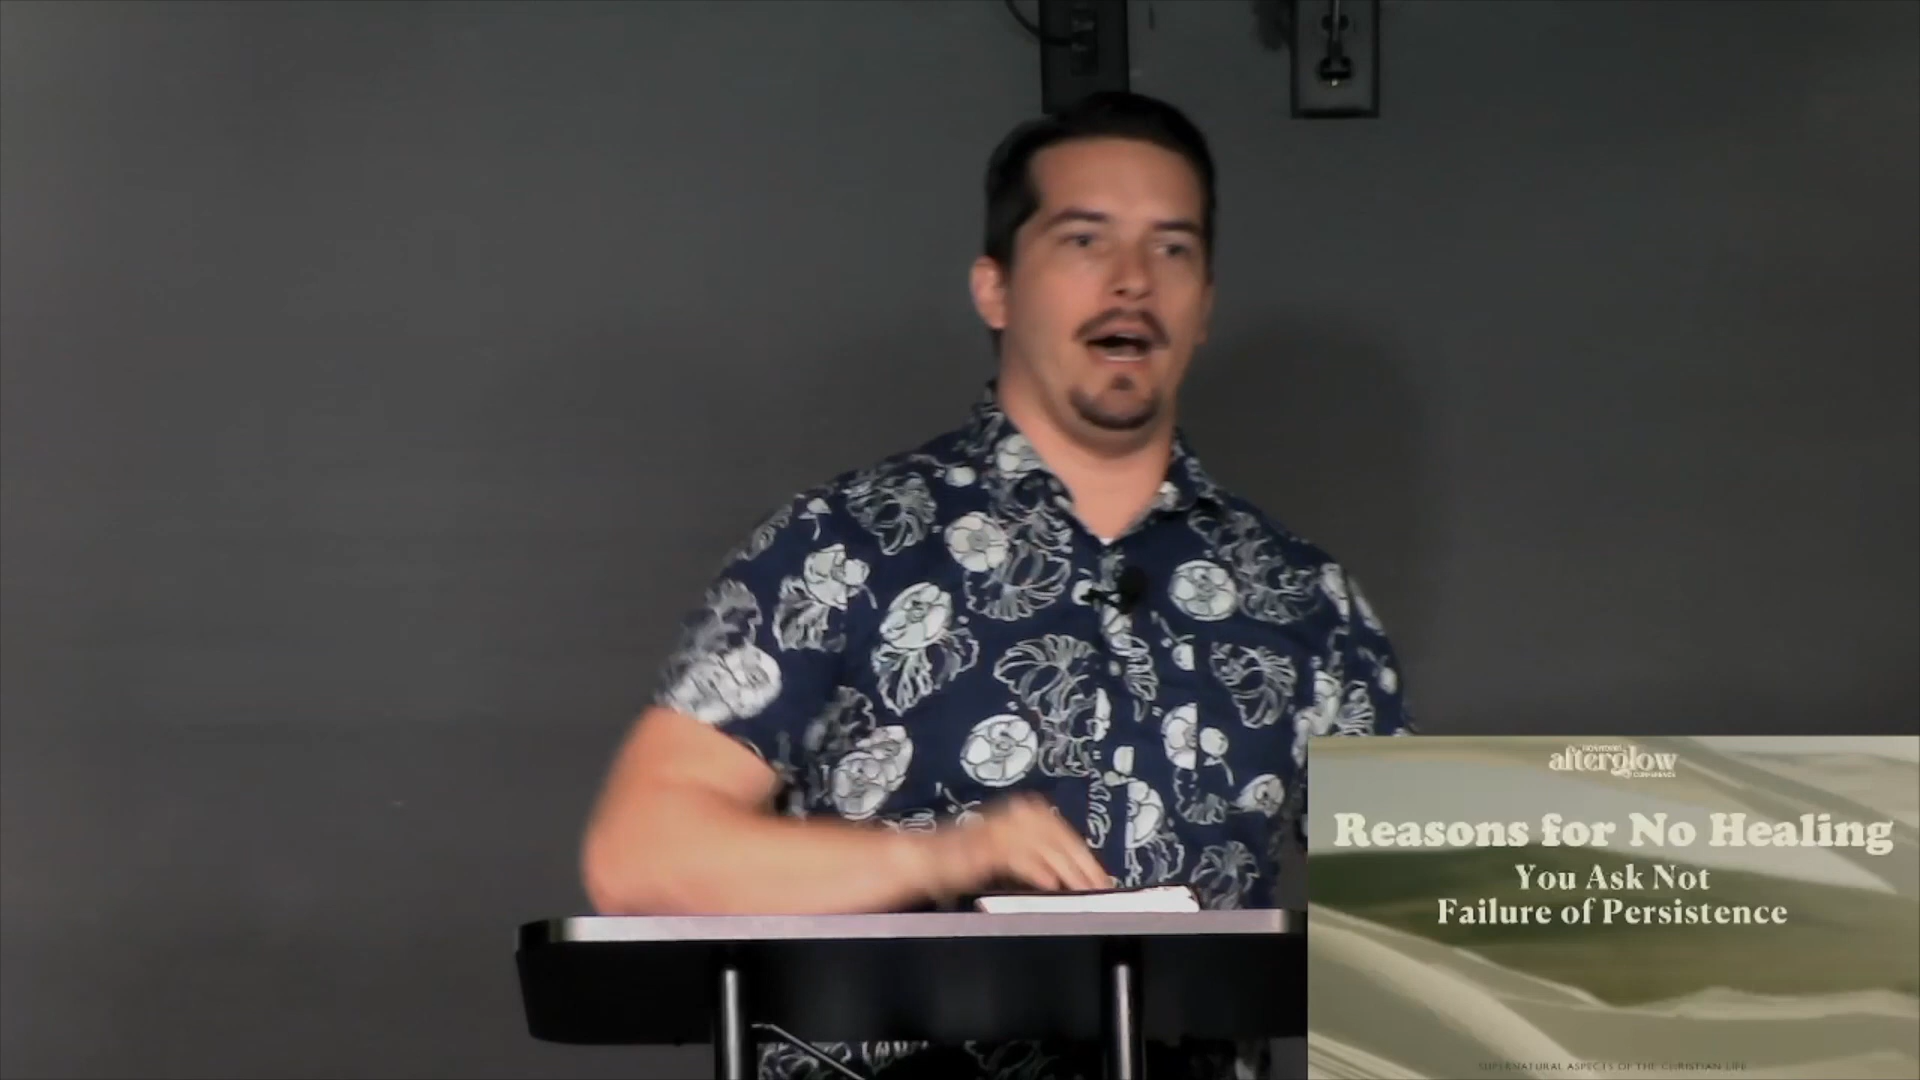 afterglow
Reasons for No Healing
You Ask Not
Failure of Persistence
SUPERNATURAL ASPECTS OF THE CHRISTIAN LIFE